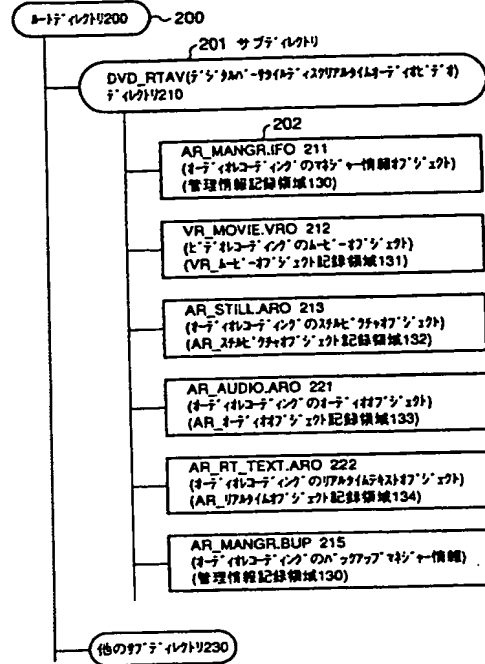 ルートディレクトリ200
200
201 サブディレクトリ
DVD_RTAV(デジタルバーサタイルディスクリアルタイムオーディオビデオ)
ディレクトリ210
202
AR_MANGR.IFO 211
(オーディオレコーディングのマネジャー情報オブジェクト)
(管理情報記録領域130)
VR_MOVIE.VRO 212
(ビデオレコーディングのムービーオブジェクト)
(VR_ムービーオブジェクト記録領域131)
AR_STILL.ARO 213
(オーディオレコーディングのスチルピクチャオブジェクト)
(AR_スチルピクチャオブジェクト記録領域132)
AR_AUDIO.ARO 221
(オーディオレコーディングのオーディオオブジェクト)
(AR_オーディオオブジェクト記録領域133)
AR_RT_TEXT.ARO 222
(オーディオレコーディングのリアルタイムテキストオブジェクト)
(AR_リアルタイムオブジェクト記録領域134)
AR_MANGR.BUP 215
(オーディオレコーディングのバックアップマネジャー情報)
(管理情報記録領域130)
他のサブディレクトリ230